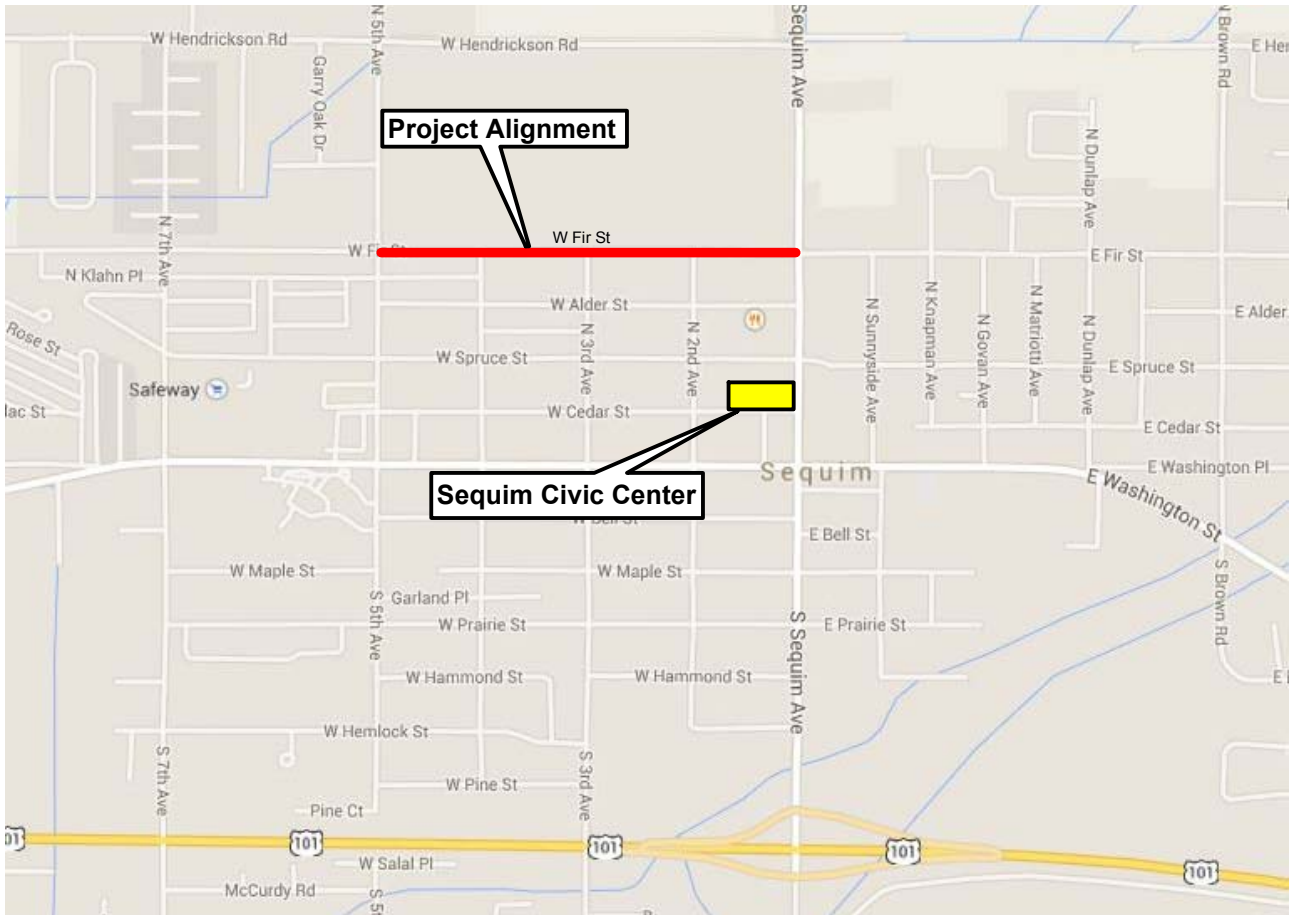 W Hendrickson Rd
N 5th Ave
W Hendrickson Rd
Sequim Ave
N Brown Rd
E Her
Garry Oak Dr
Project Alignment
N Dunlap Ave
N 7th Ave
W Fir St
W Fir St
E Fir St
N Klahn Pl
W Alder St
N Sunnyside Ave
N Knapman Ave
N Govan Ave
N Matriotti Ave
N Dunlap Ave
E Alder
Rose St
N 3rd Ave
N 2nd Ave
W Spruce St
E Spruce St
Safeway
lac St
W Cedar St
E Cedar St
Sequim
E Washington Pl
E Washington St
Sequim Civic Center
W Bell St
E Bell St
W Maple St
W Maple St
S Brown Rd
S 5th Ave
Garland Pl
W Prairie St
S Sequim Ave
E Prairie St
W Hammond St
W Hammond St
W Hemlock St
S 7th Ave
S 3rd Ave
W Pine St
Pine Ct
101
101
101
101
101
W Salal Pl
McCurdy Rd